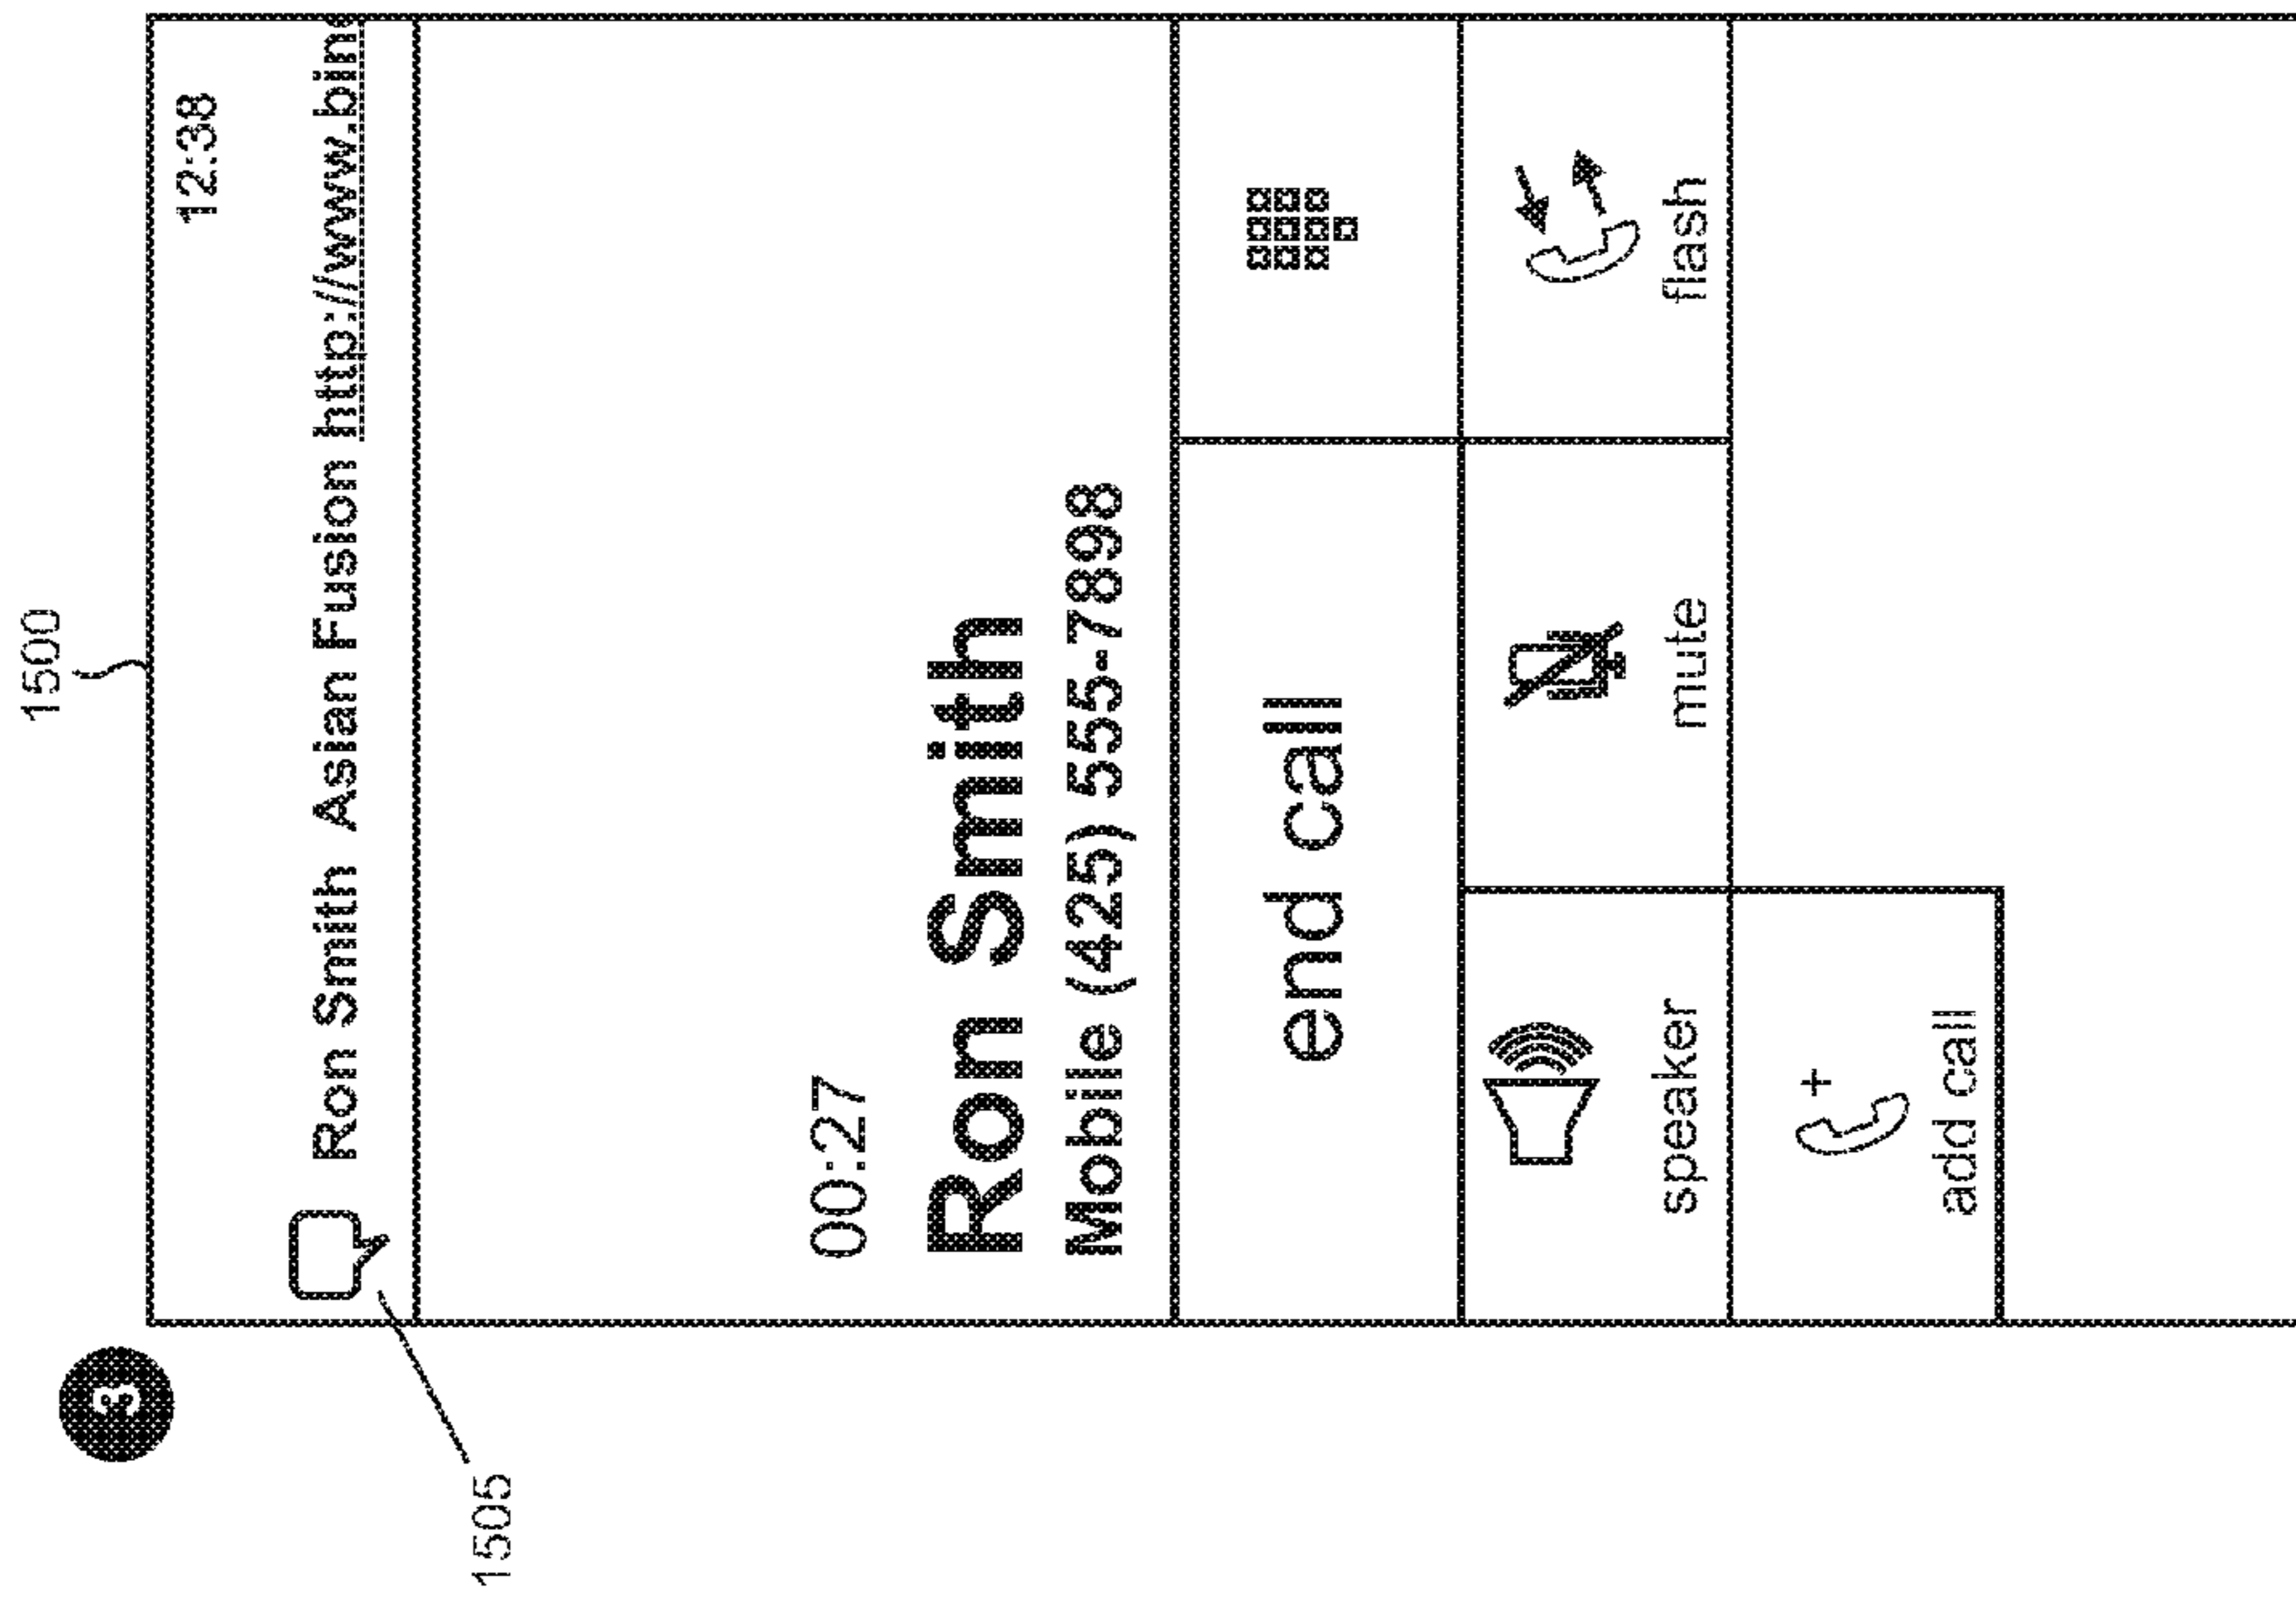 1500
3
12:38
Ron Smith Asian Fusion http://www.bing
1505
00:27
Ron Smith
Mobile (425) 555-7898
end call
speaker
mute
flash
add call